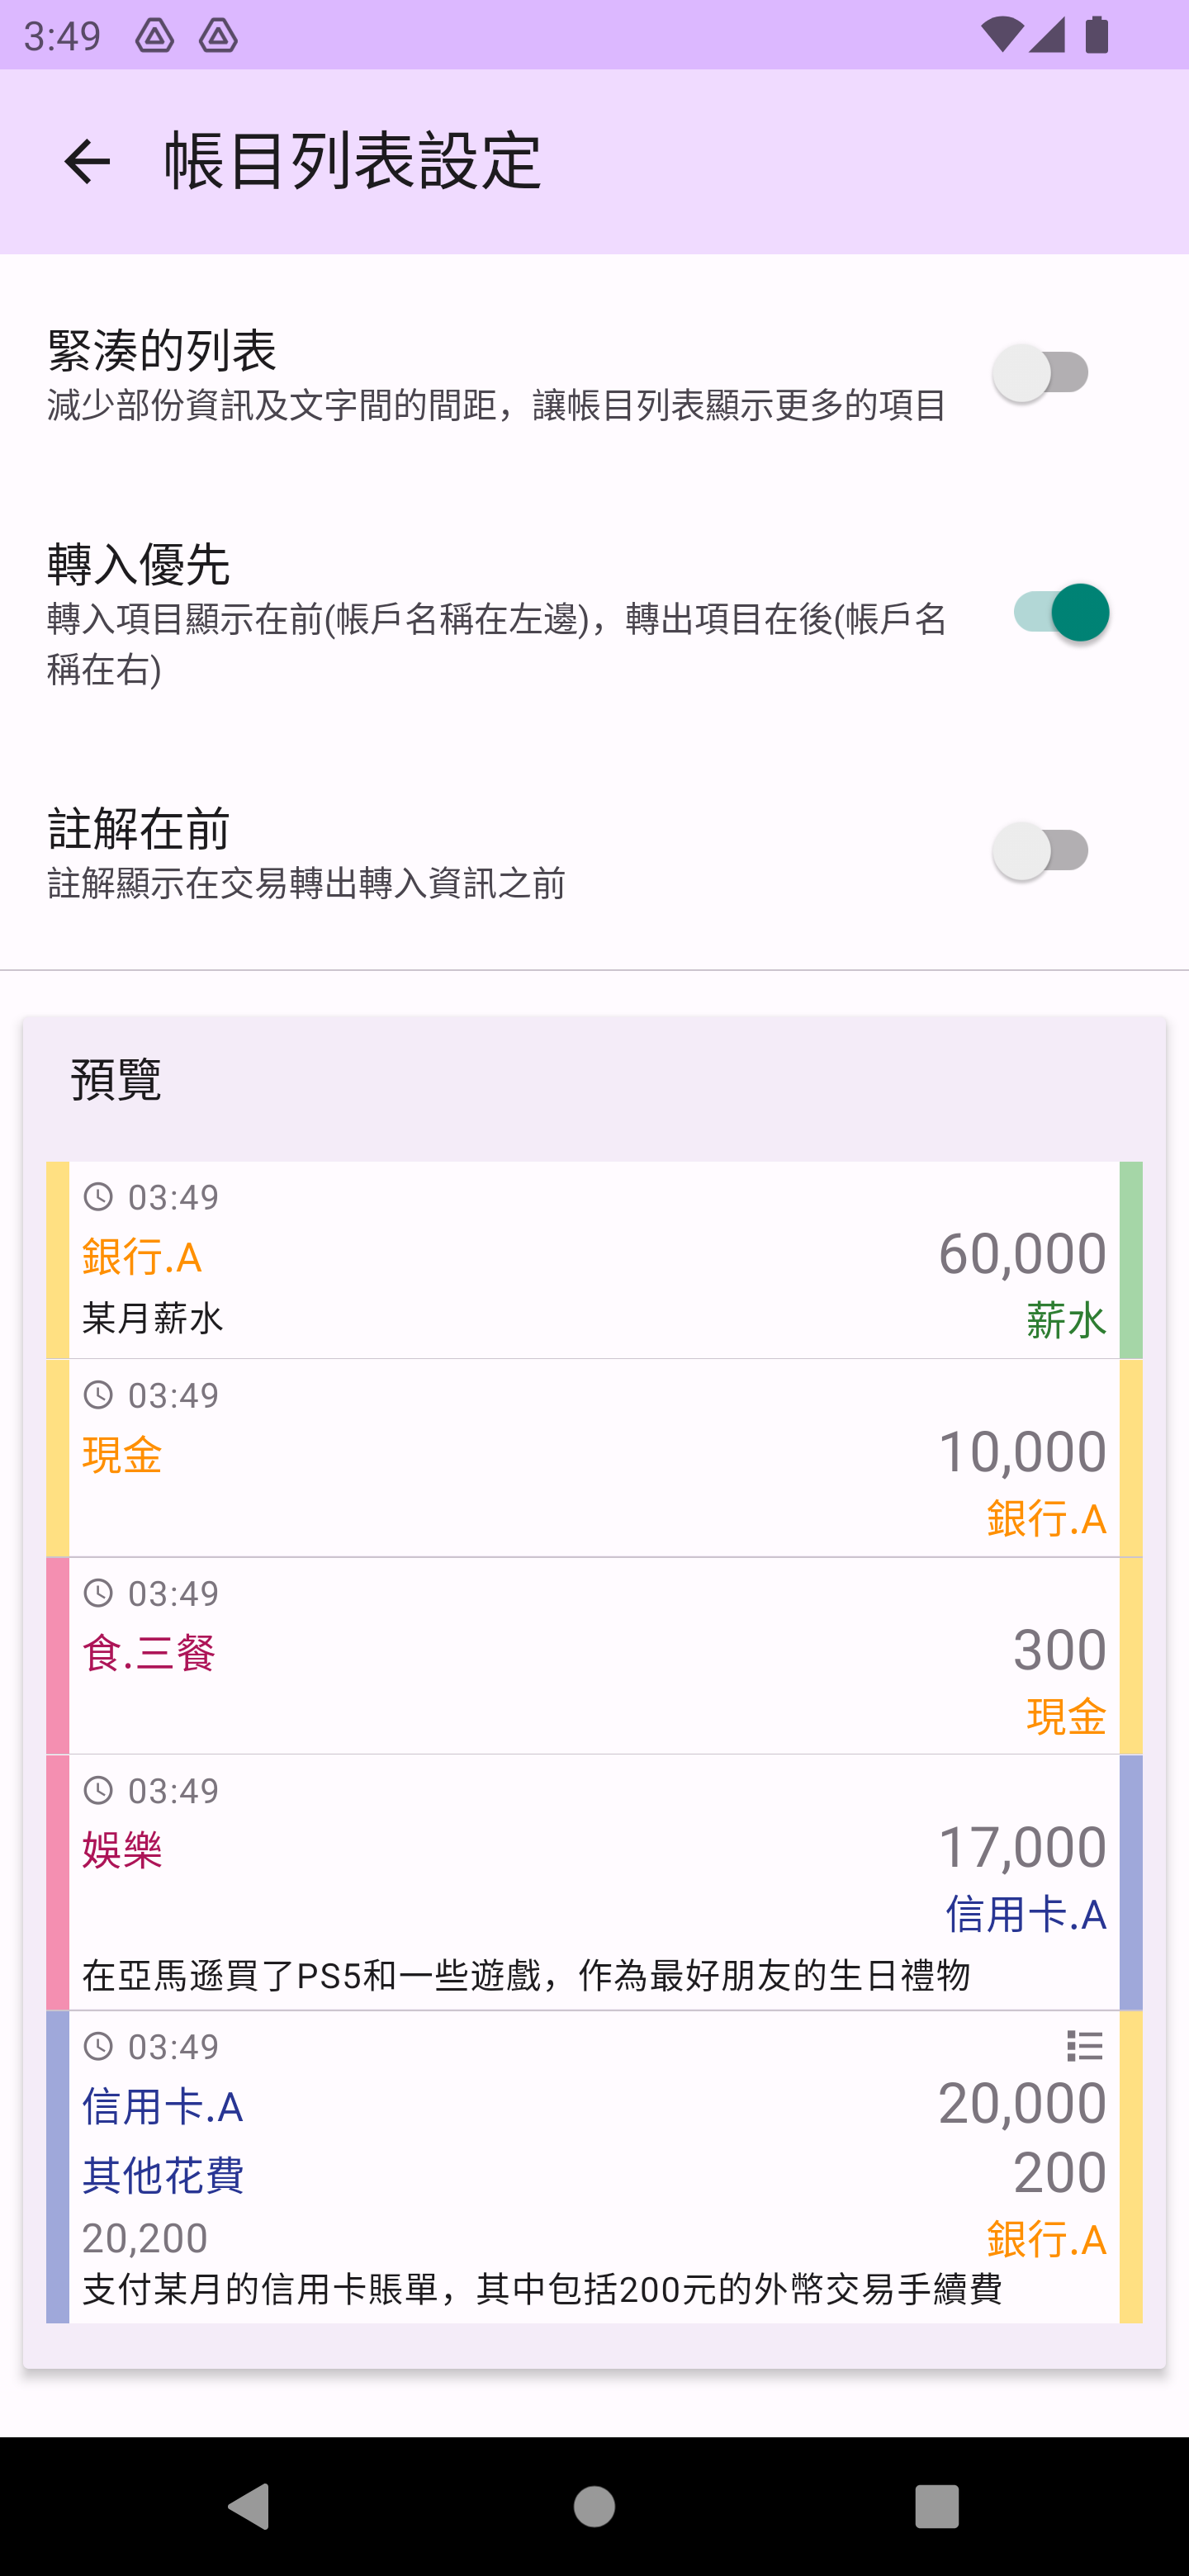 3:49
帳目列表設定
緊湊的列表
減少部份資訊及文字間的間距，讓帳目列表顯示更多的項目
轉入優先
轉入項目顯示在前(帳戶名稱在左邊)，轉出項目在後(帳戶名
稱在右)
註解在前
註解顯示在交易轉出轉入資訊之前
預覽
03:49
銀行.A
60,000
某月薪水
薪水
03:49
現金
10,000
銀行.A
03:49
食.三餐
300
現金
03:49
娛樂
17,000
信用卡.A
在亞馬遜買了PS5和一些遊戲，作為最好朋友的生日禮物
03:49
信用卡.A
20,000
其他花費
200
20,200
銀行.A
支付某月的信用卡賬單，其中包括200元的外幣交易手續費